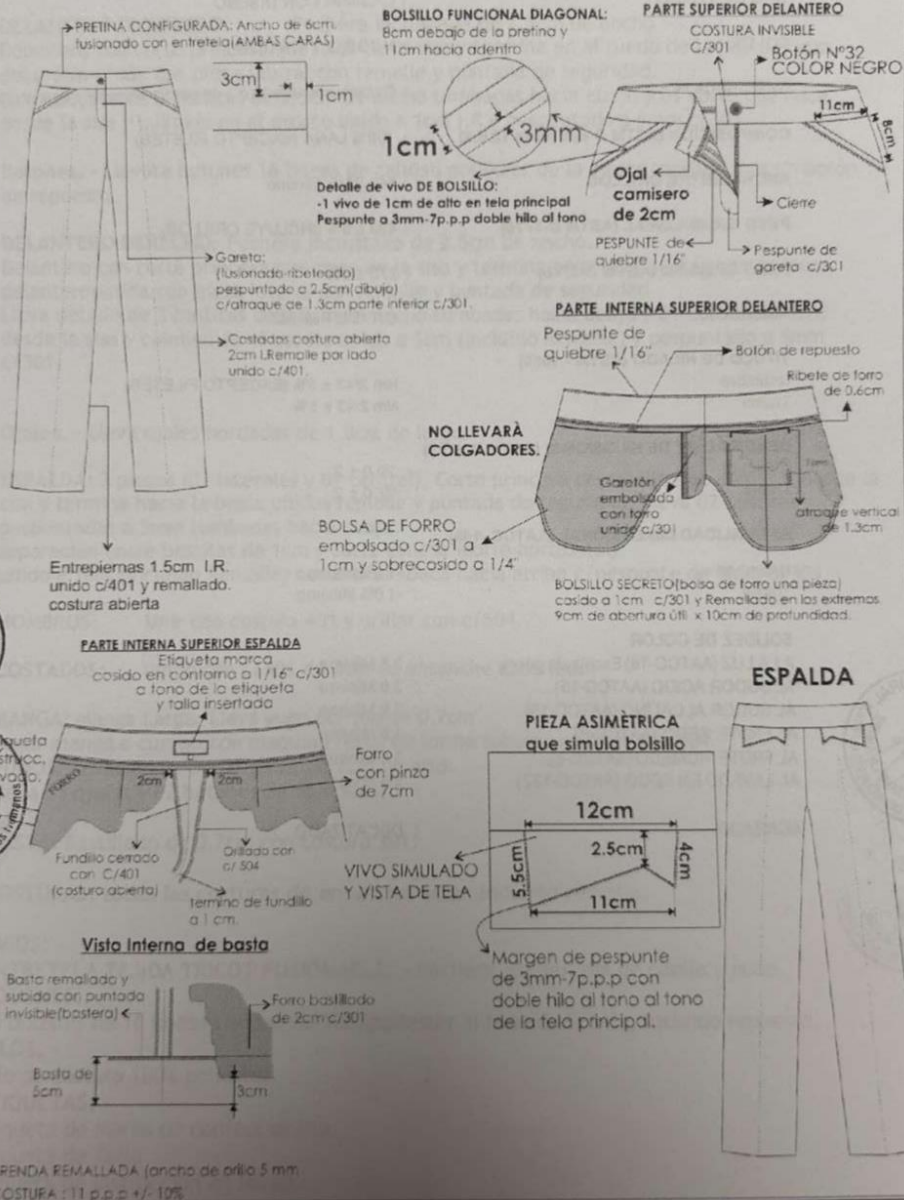 PRETINA CONFIGURADA: Ancho de 6cm
fusionado con entretela(AMBAS CARAS)
3cm
1cm
BOLSILLO FUNCIONAL DIAGONAL:
8cm debajo de la pretina y
11cm hacia adentro
1cm
3mm
Detalle de vivo DE BOLSILLO:
-1 vivo de 1cm de alto en tela principal
Pespunte a 3mm-7p.p.p doble hilo al tono
PARTE SUPERIOR DELANTERO
COSTURA INVISIBLE
C/301
Botón N°32
COLOR NEGRO
11cm
8cm
Ojal
camisero
de 2cm
Cierre
PESPUNTE de
quiebre 1/16"
Pespunte de
gareta c/301
Gareta:
(fusionado ribeteado)
pespuntado a 2.5cm(dibujo)
c/atraque de 1.3cm parte inferior c/301.
Costados costura abierta
2cm I.Remalle por lado
unido c/401.
Entrepiernas 1.5cm I.R.
unido c/401 y remallado.
costura abierta
PARTE INTERNA SUPERIOR DELANTERO
Pespunte de
quiebre 1/16"
Botón de repuesto
Ribete de forro
de 0.6cm
NO LLEVARÀ
COLGADORES.
Garetón
embolsado
con forro
unido c/301
atraque vertical
de 1.3cm
BOLSA DE FORRO
embolsado c/301 a
1cm y sobrecosido a 1/4"
BOLSILLO SECRETO(bolsa de forro una pieza)
cosido a 1cm c/301 y Remallado en los extremos
9cm de abertura útil x 10cm de profundidad.
PARTE INTERNA SUPERIOR ESPALDA
Etiqueta marca
cosido en contorno a 1/16" c/301
a tono de la etiqueta
y talla insertada
FORRO
2cm
2cm
Forro
con pinza
de 7cm
Fundillo cerrado
con C/401
(costura abierta)
Orillado con
c/ 504
termino de fundillo
a 1 cm.
Vista Interna de basta
Basta remallado y
subida con puntada
invisible(bastera)
Forro bastillado
de 2cm c/301
Basta de
5cm
3cm
ESPALDA
PIEZA ASIMÈTRICA
que simula bolsillo
12cm
2.5cm
4cm
5.5cm
11cm
VIVO SIMULADO
Y VISTA DE TELA
Margen de pespunte
de 3mm-7p.p.p con
doble hilo al tono al tono
de la tela principal.
RENDA REMALLADA (ancho de orillo 5 mm
OSTURA : 11 p.p.p +/- 10%